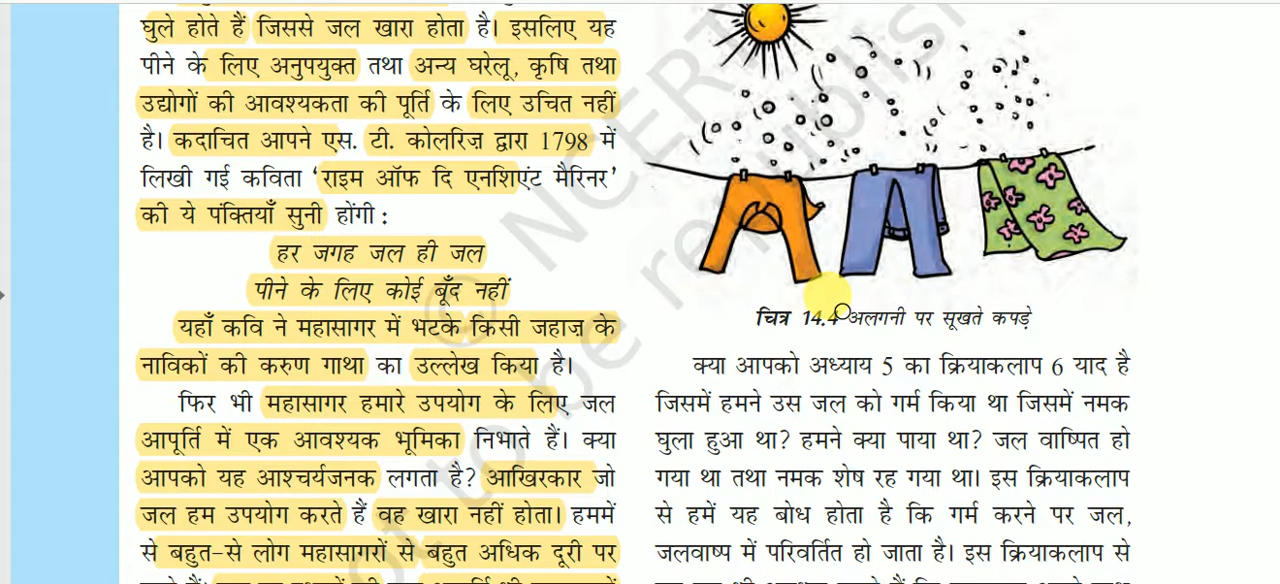 घुले होते हैं जिससे जल खारा होता है। इसलिए यह
पीने के लिए अनुपयुक्त तथा अन्य घरेलू, कृषि तथा
उद्योगों की आवश्यकता की पूर्ति के लिए उचित नहीं
है। कदाचित आपने एस. टी. कोलरिज द्वारा 1798 में
लिखी गई कविता ‘राइम ऑफ दि एनशिएंट मैरिनर’
की ये पंक्तियाँ सुनी होंगी :
हर जगह जल ही जल
पीने के लिए कोई बूँद नहीं
यहाँ कवि ने महासागर में भटके किसी जहाज के
नाविकों की करुण गाथा का उल्लेख किया है।
फिर भी महासागर हमारे उपयोग के लिए जल
आपूर्ति में एक आवश्यक भूमिका निभाते हैं। क्या
आपको यह आश्चर्यजनक लगता है? आखिरकार जो
जल हम उपयोग करते हैं वह खारा नहीं होता। हममें
से बहुत-से लोग महासागरों से बहुत अधिक दूरी पर
चित्र 14.4 अलगनी पर सूखते कपड़े
क्या आपको अध्याय 5 का क्रियाकलाप 6 याद है
जिसमें हमने उस जल को गर्म किया था जिसमें नमक
घुला हुआ था? हमने क्या पाया था? जल वाष्पित हो
गया था तथा नमक शेष रह गया था। इस क्रियाकलाप
से हमें यह बोध होता है कि गर्म करने पर जल,
जलवाष्प में परिवर्तित हो जाता है। इस क्रियाकलाप से
© NCERT
not to be republis